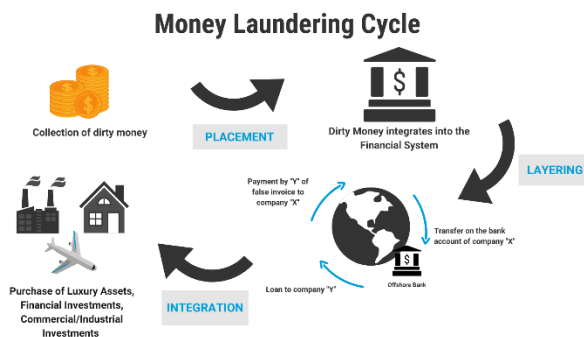 Money Laundering Cycle
Collection of dirty money
PLACEMENT
$
Dirty Money integrates into the
Financial System
LAYERING
Payment by "Y" of
false invoice to
company "X"
Transfer on the bank
account of company "X"
$
Offshore Bank
Loan to company "Y"
INTEGRATION
Purchase of Luxury Assets,
Financial Investments,
Commercial/Industrial
Investments